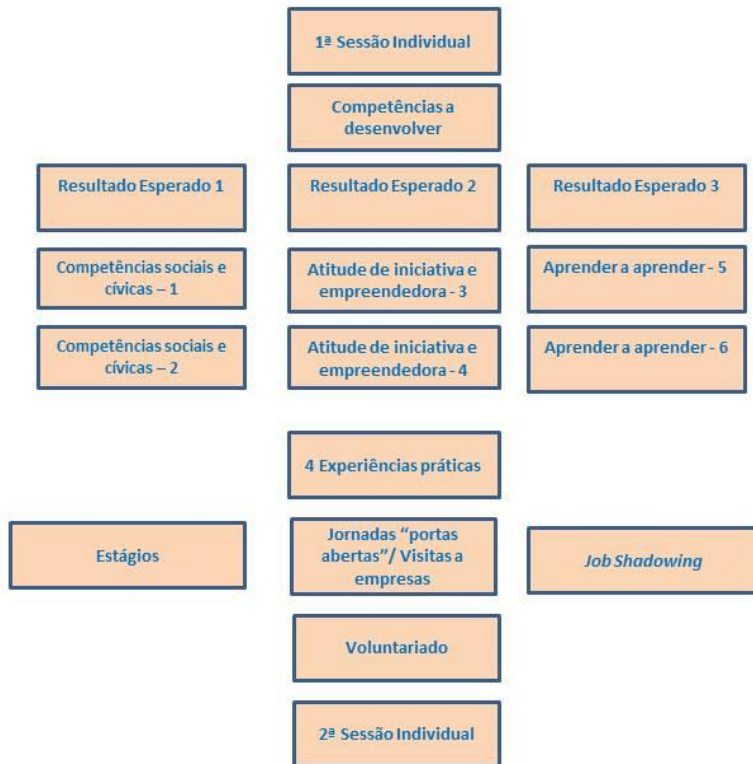 1ª Sessão Individual
Competências a
desenvolver
Resultado Esperado 1
Resultado Esperado 2
Resultado Esperado 3
Competências sociais e
cívicas – 1
Atitude de iniciativa e
empreendedora - 3
Aprender a aprender - 5
Competências sociais e
cívicas – 2
Atitude de iniciativa e
empreendedora - 4
Aprender a aprender - 6
4 Experiências práticas
Estágios
Jornadas “portas
abertas”/ Visitas a
empresas
Job Shadowing
Voluntariado
2ª Sessão Individual